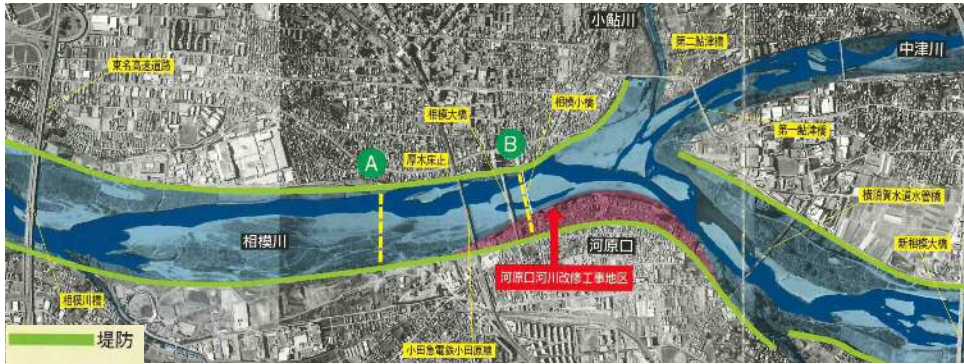 小鮎川
第二鮎津橋
中津川
東名高速道路
相模大橋
相模小橋
第一鮎津橋
A
厚木床止
B
横須賀水道水管橋
相模川
河原口
新相模大橋
河原口河川改修工事地区
相模川橋
堤防
小田急電鉄小田原線